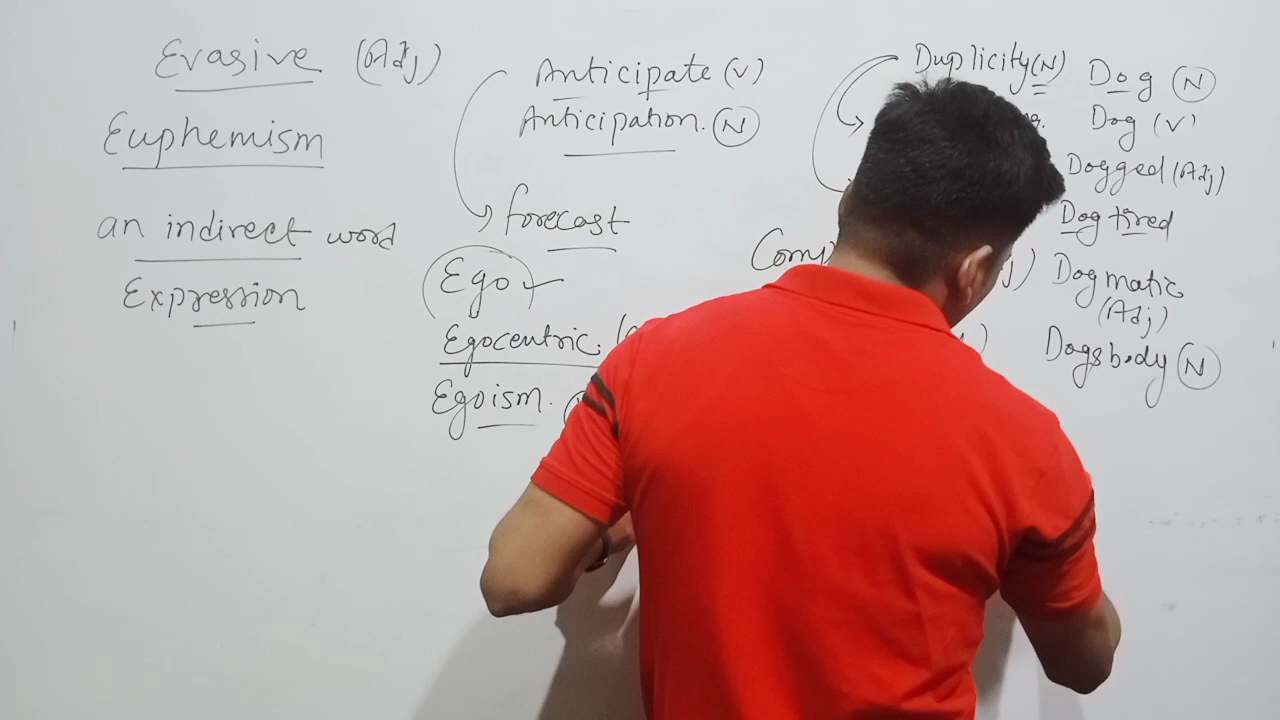 Evasive (Adj)
Euphemism
an indirect word
Expression
Anticipate (v)
Anticipation. (N)
forecast
Ego
Egocentric.
Egoism.
Duplicity (N)
Dog (N)
Dog (v)
Dogged (Adj)
Dog tired
Dogmatic
(Adj)
Dogsbody (N)